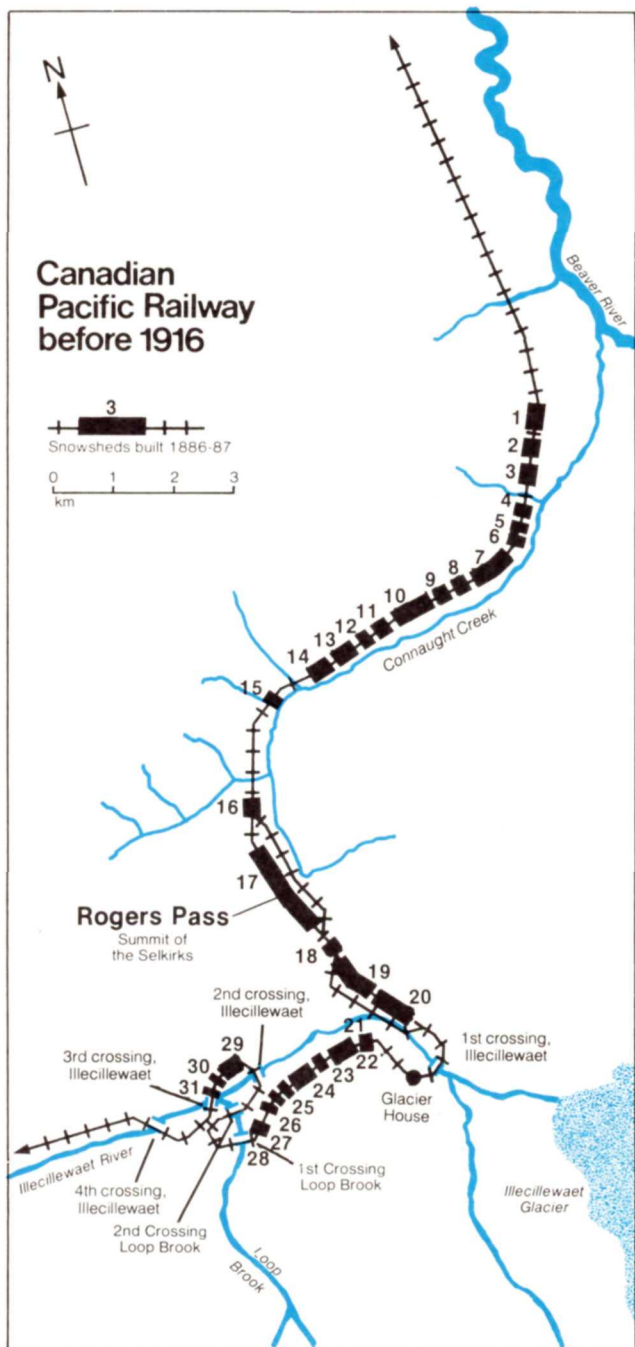 N
Canadian
Pacific Railway
before 1916
3
Snowsheds built 1886-87
0 1 2 3
km
Beaver River
1
2
3
4
5
6
7
8
9
10
11
12
13
14
Connaught Creek
15
16
17
Rogers Pass
Summit of
the Selkirks
18
19
20
2nd crossing,
Illecillewaet
21
22
23
24
25
26
27
28
29
30
31
1st crossing,
Illecillewaet
3rd crossing,
Illecillewaet
Glacier
House
Illecillewaet River
4th crossing,
Illecillewaet
1st Crossing
Loop Brook
2nd Crossing
Loop Brook
Illecillewaet
Glacier
Loop
Brook